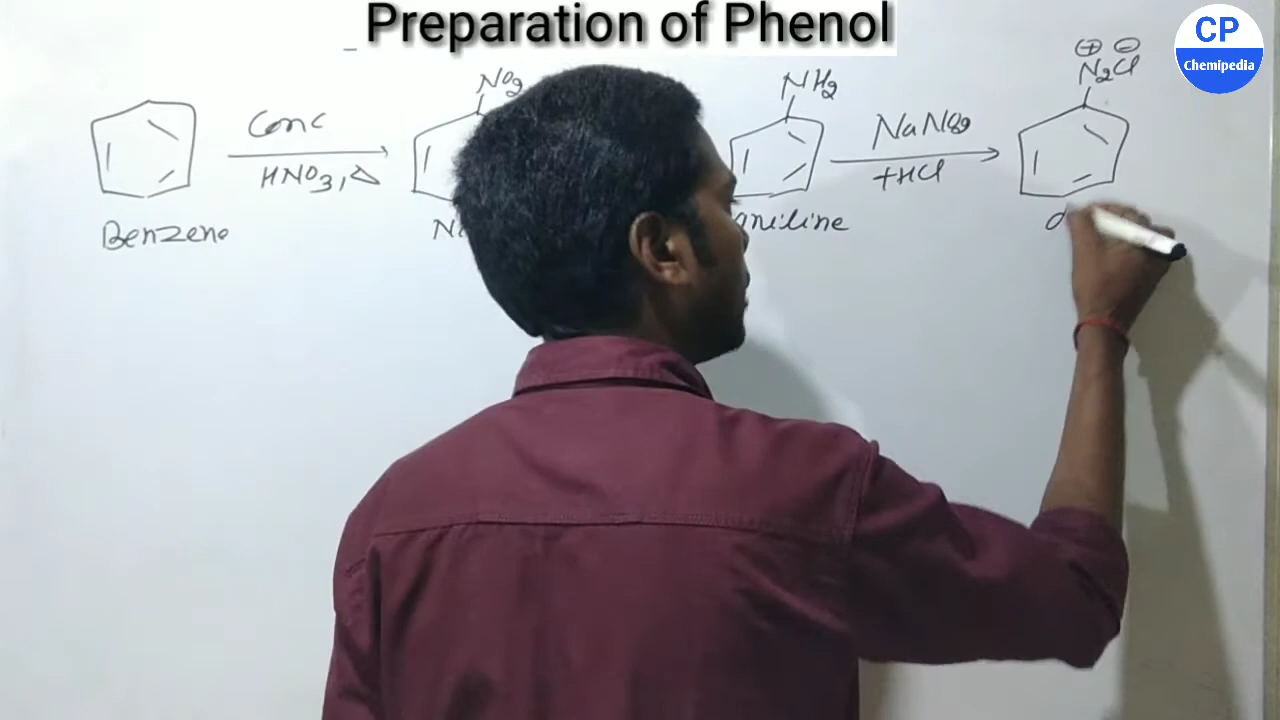 Preparation of Phenol
CP
Chemipedia
NO2
NH2
⊕ ⊖
N2Cl
Conc
HNO3, Δ
NaNO2
+HCl
Benzene
aniline